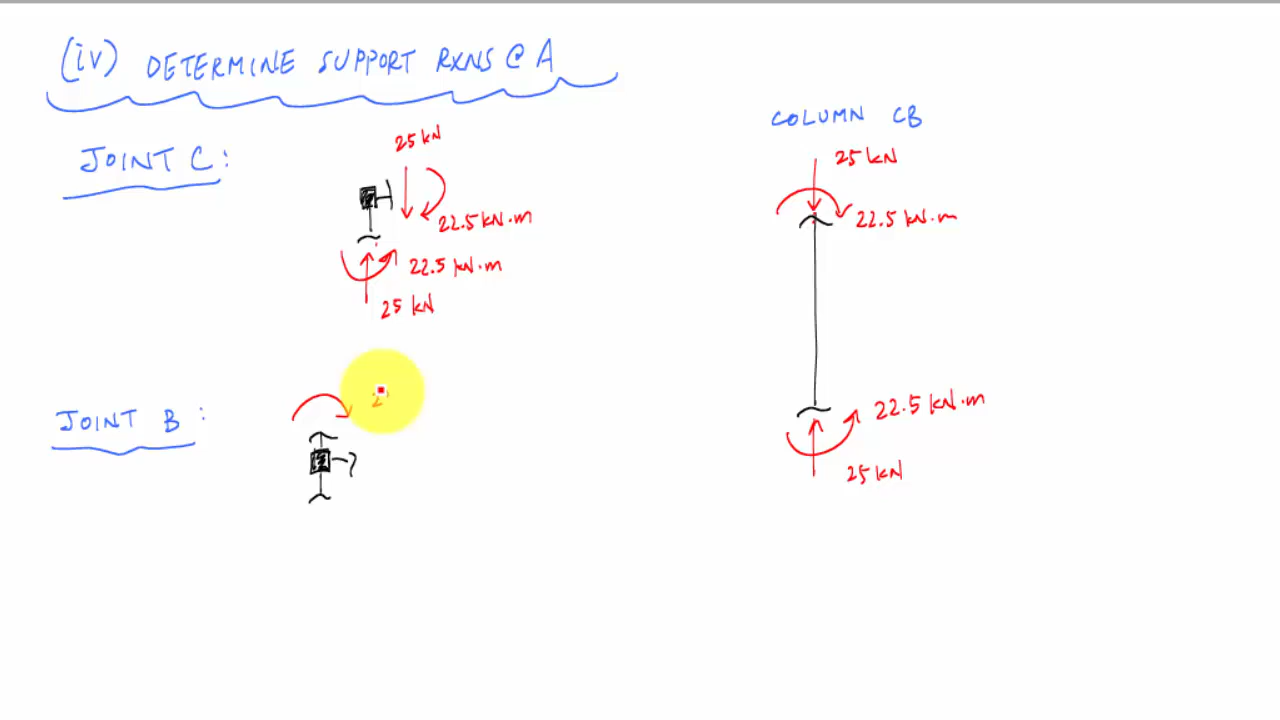 (iv) DETERMINE SUPPORT RXNS @ A
JOINT C:
25 kN
22.5 kN·m
22.5 kN·m
25 kN
COLUMN CB
25 kN
22.5 kN·m
22.5 kN·m
25 kN
JOINT B :
2